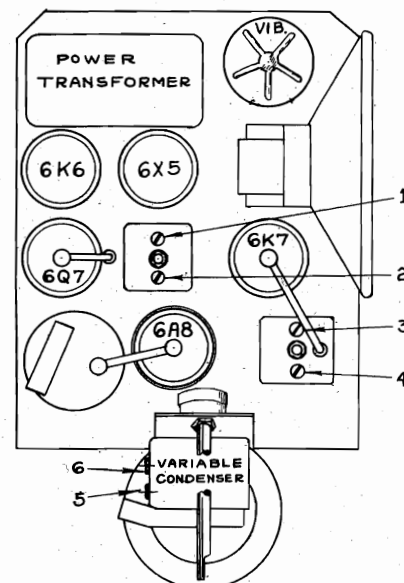 POWER
TRANSFORMER
VIB.
6K6
6X5
1
6Q7
6K7
2
3
6A8
4
6
VARIABLE
CONDENSER
5